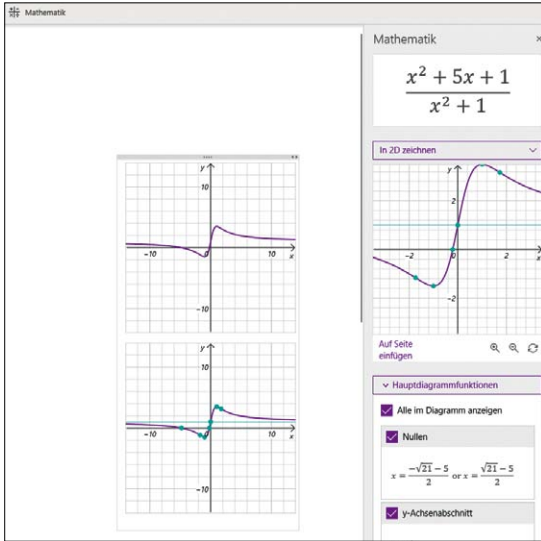 Mathematik
Mathematik ×
x² + 5x + 1
x² + 1
In 2D zeichnen
y
10
-10
10
x
-10
y
10
-10
10
x
-10
y
2
-2
2
x
-2
Auf Seite
einfügen
Hauptdiagrammfunktionen
Alle im Diagramm anzeigen
Nullen
x = (-√21 - 5)/2 or x = (√21 - 5)/2
y-Achsenabschnitt